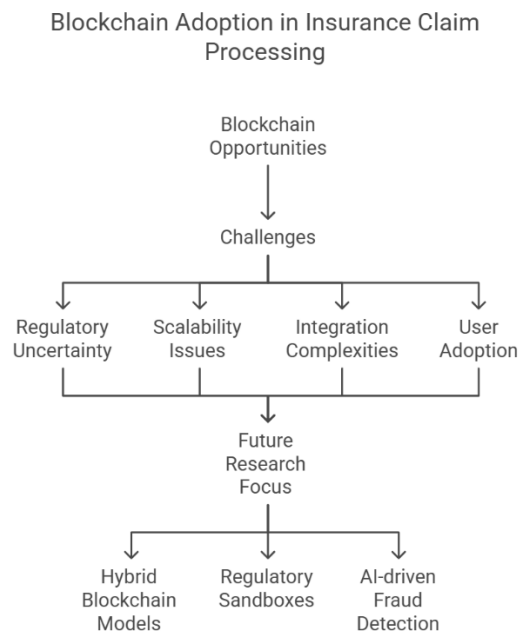 Blockchain Adoption in Insurance Claim
Processing
Blockchain
Opportunities
Challenges
Regulatory
Uncertainty
Scalability
Issues
Integration
Complexities
User
Adoption
Future
Research
Focus
Hybrid
Blockchain
Models
Regulatory
Sandboxes
AI-driven
Fraud
Detection